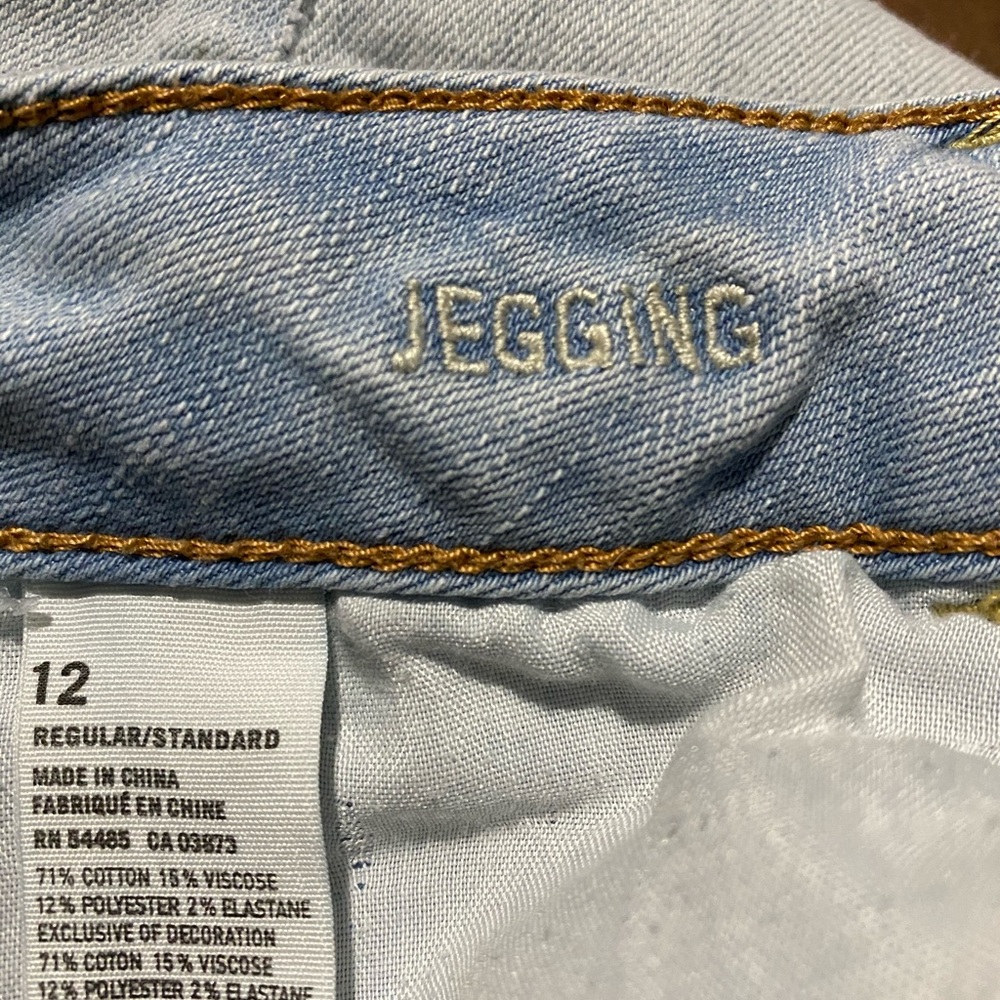 JEGGING
12
REGULAR/STANDARD
MADE IN CHINA
FABRIQUÉ EN CHINE
RN 54485 CA 03873
71% COTTON 15% VISCOSE
12% POLYESTER 2% ELASTANE
EXCLUSIVE OF DECORATION
71% COTON 15% VISCOSE
12% POLYESTER 2% ELASTANE